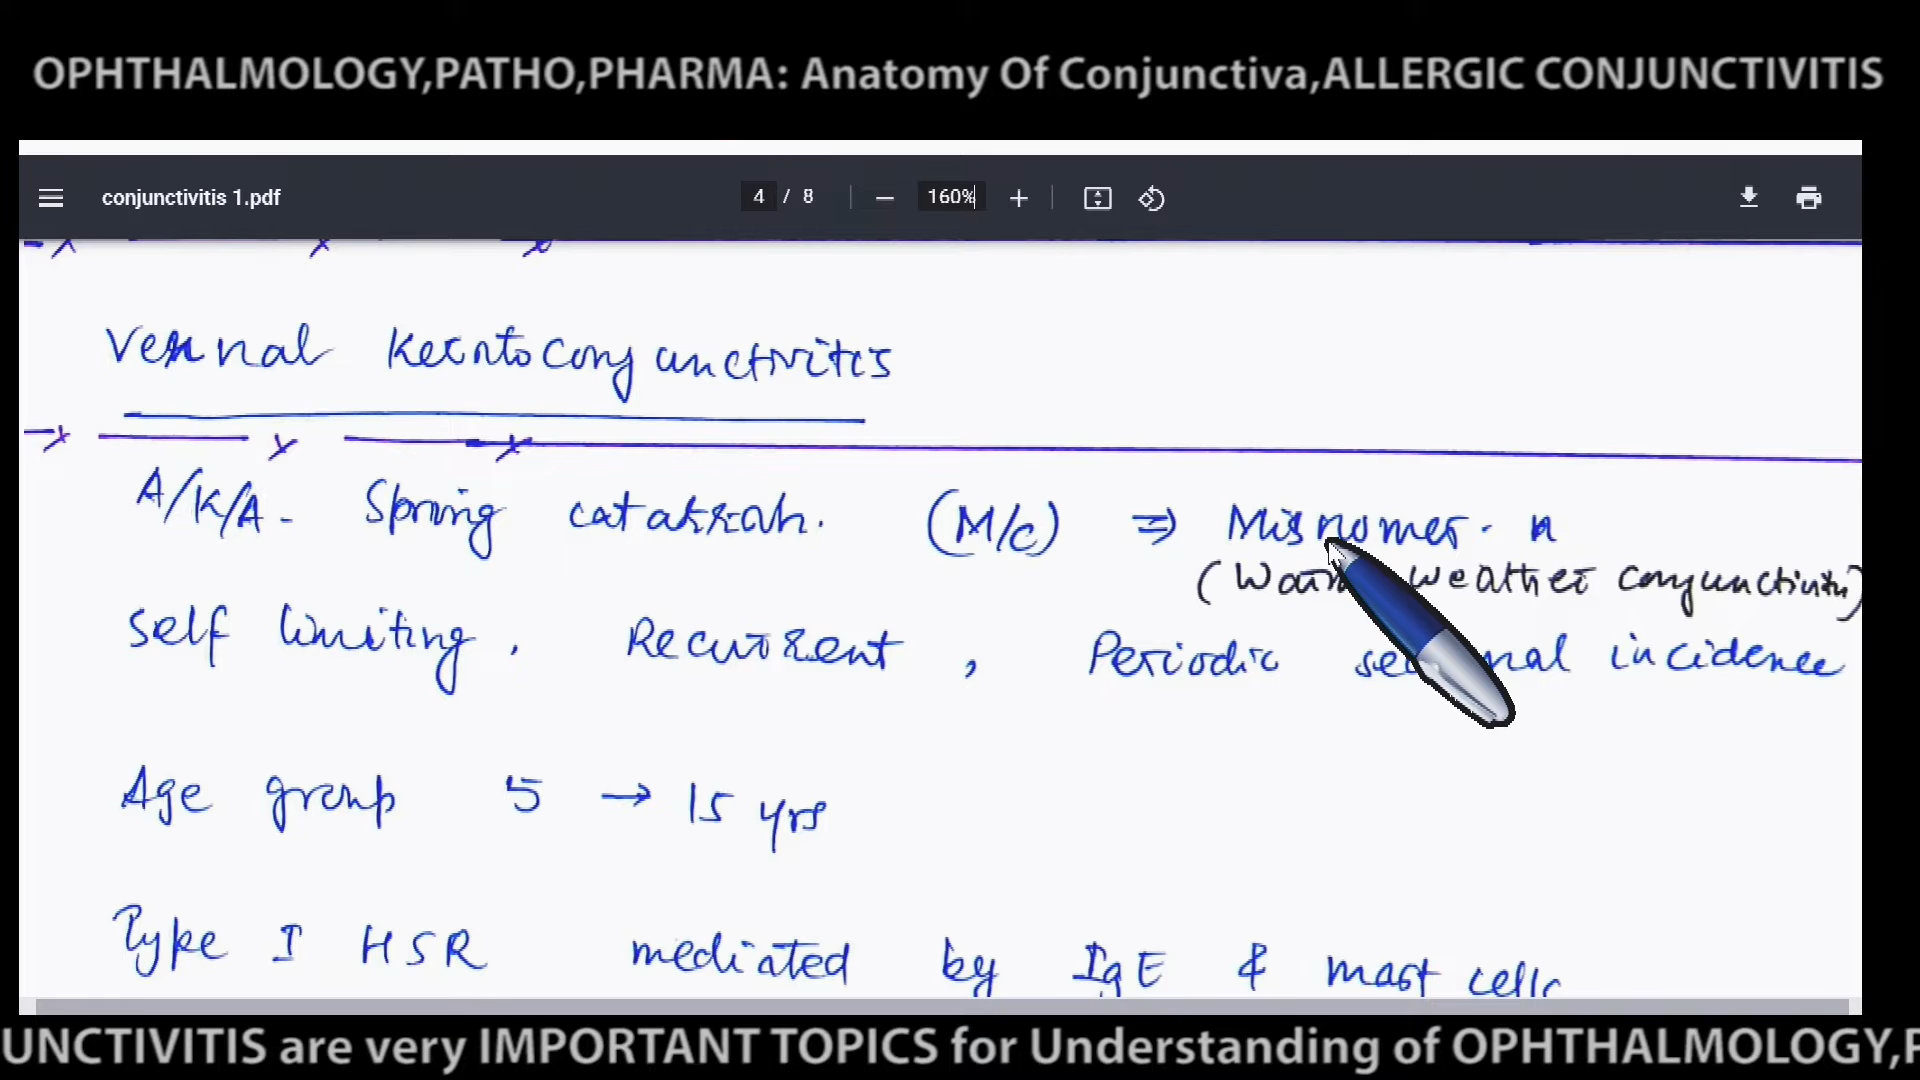 OPHTHALMOLOGY,PATHO,PHARMA: Anatomy Of Conjunctiva,ALLERGIC CONJUNCTIVITIS
conjunctivitis 1.pdf 4 / 8 − 160% +
Vernal Keratoconjunctivitis
A/K/A - Spring catarrah. (M/c) ⇒ Misnomer.
(Warm weather conjunctivitis)
Self limiting, Recurrent, Periodic seasonal incidence
Age group 5 → 15 yrs
Type I HSR mediated by IgE & mast cells
UNCTIVITIS are very IMPORTANT TOPICS for Understanding of OPHTHALMOLOGY,P